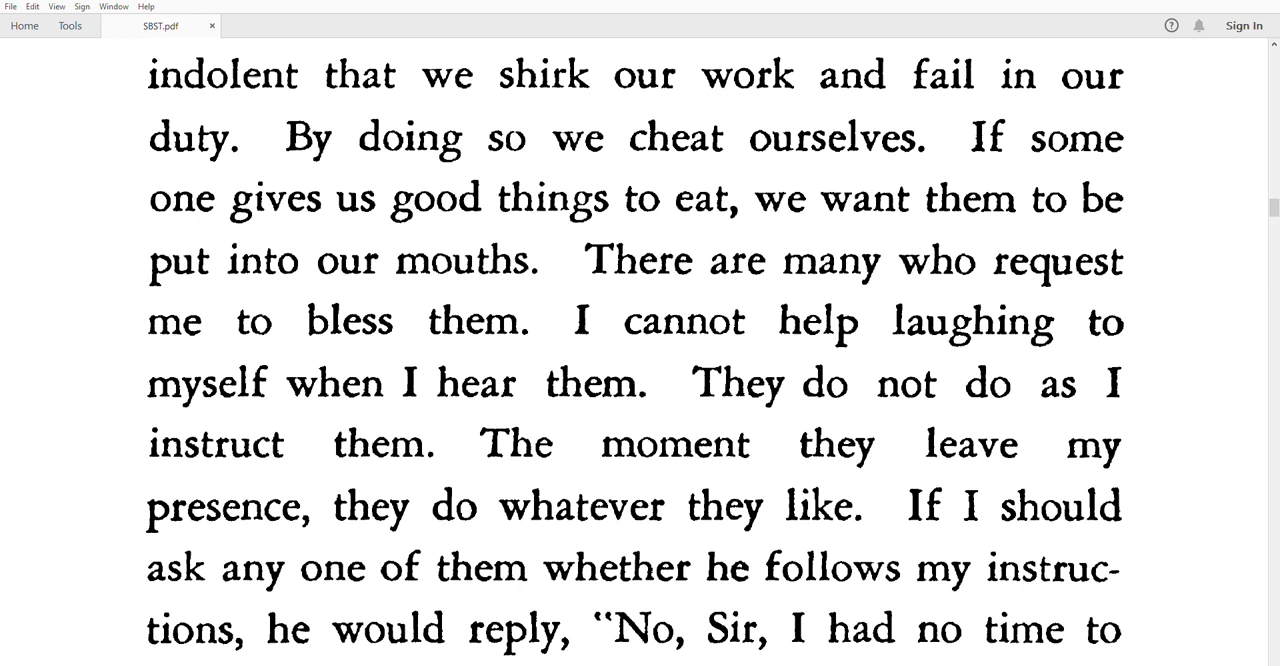 File Edit View Sign Window Help
Home Tools SBST.pdf × ? Sign In
indolent that we shirk our work and fail in our
duty. By doing so we cheat ourselves. If some
one gives us good things to eat, we want them to be
put into our mouths. There are many who request
me to bless them. I cannot help laughing to
myself when I hear them. They do not do as I
instruct them. The moment they leave my
presence, they do whatever they like. If I should
ask any one of them whether he follows my instruc-
tions, he would reply, "No, Sir, I had no time to